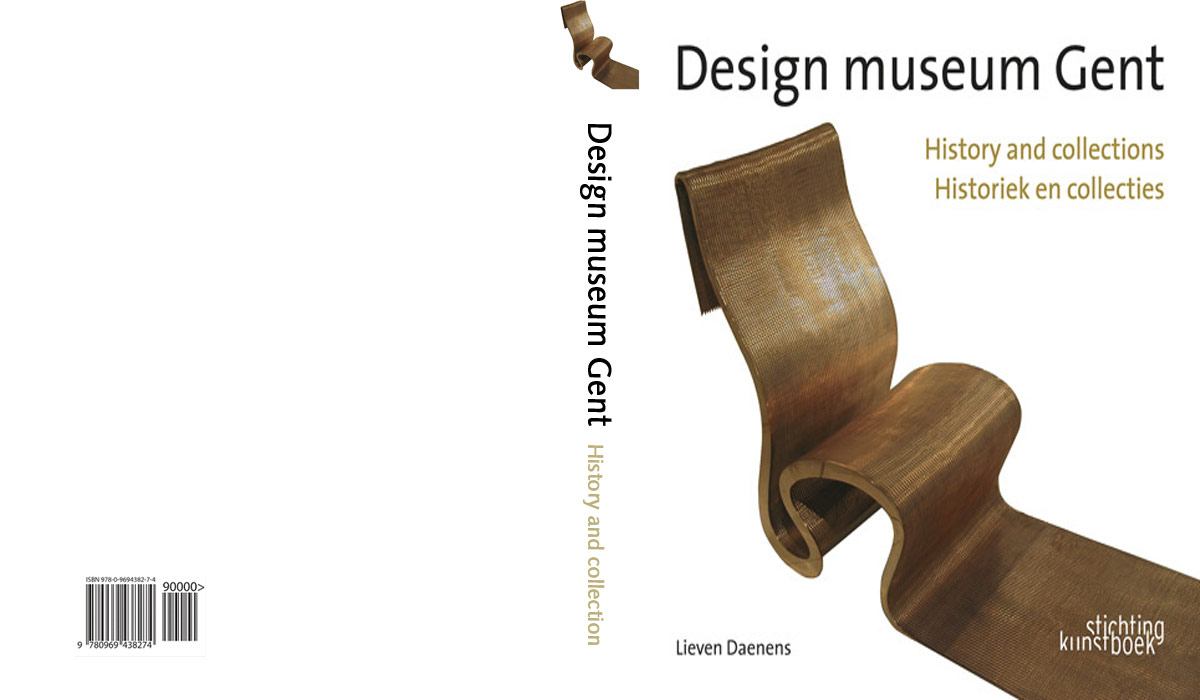 ISBN 978-0-9694382-7-4
90000>
9 780969 438274
Design museum Gent History and collection
Design museum Gent
History and collections
Historiek en collecties
Lieven Daenens
stichting
kunstboek